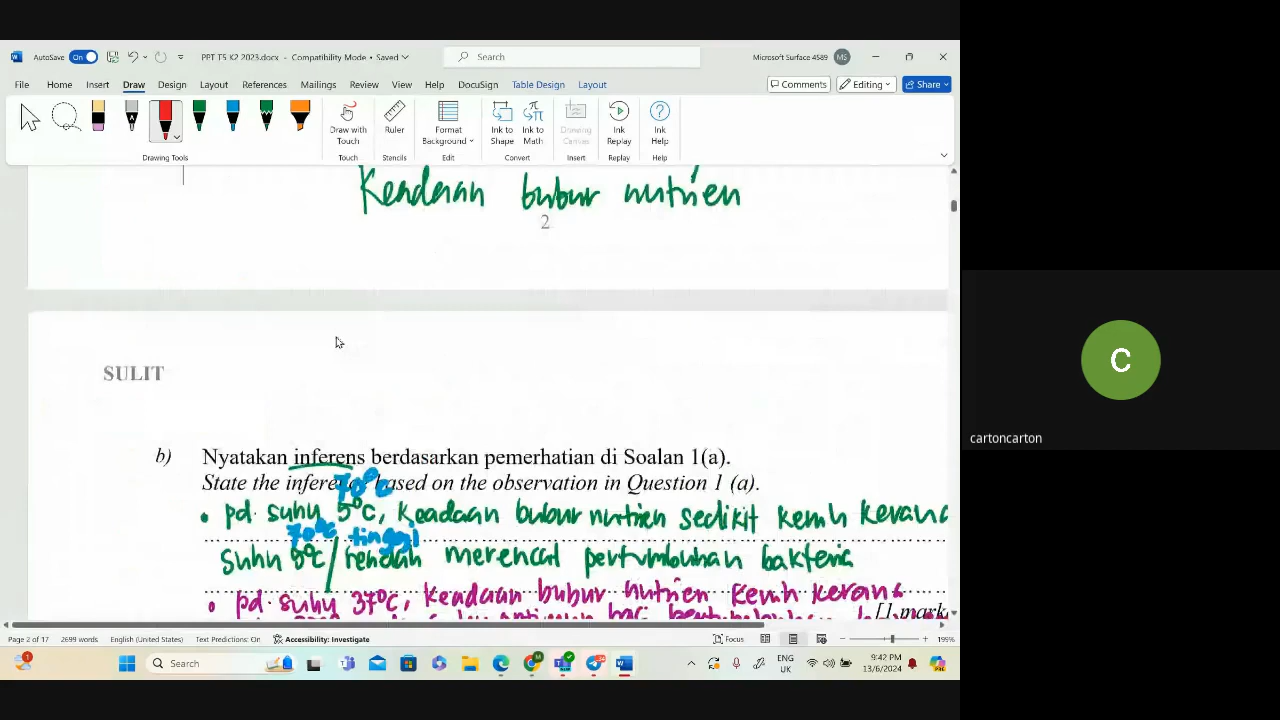 AutoSave On PPT T5 K2 2023.docx - Compatibility Mode • Saved Search Microsoft Surface 4589 MS
File Home Insert Draw Design Layout References Mailings Review View Help DocuSign Table Design Layout Comments Editing Share
Draw with Touch Ruler Format Background Ink to Shape Ink to Math Drawing Canvas Ink Replay Ink Help
Drawing Tools Touch Stencils Edit Convert Insert Replay Help
Keadaan bubur nutrien
2
SULIT
b) Nyatakan inferens berdasarkan pemerhatian di Soalan 1(a).
State the inference based on the observation in Question 1 (a).
70°C
• pd. suhu 5°C, keadaan bubur nutrien sedikit keruh kerana
70°C tinggi
suhu 5°C/rendah merencat pertumbuhan bakteria
• pd. suhu 37°C, keadaan bubur nutrien keruh kerana
[1 mark
Page 2 of 17 2699 words English (United States) Text Predictions: On Accessibility: Investigate Focus 199%
Search ENG UK 9:42 PM 13/6/2024
C
cartoncarton